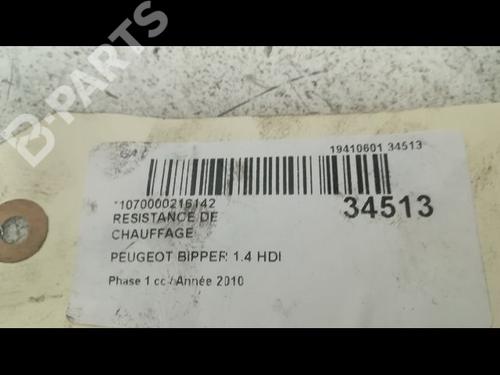 B-PARTS
19410601 34513
*1070000216142
34513
RESISTANCE DE
CHAUFFAGE
PEUGEOT BIPPER 1.4 HDI
Phase 1 cc / Année 2010